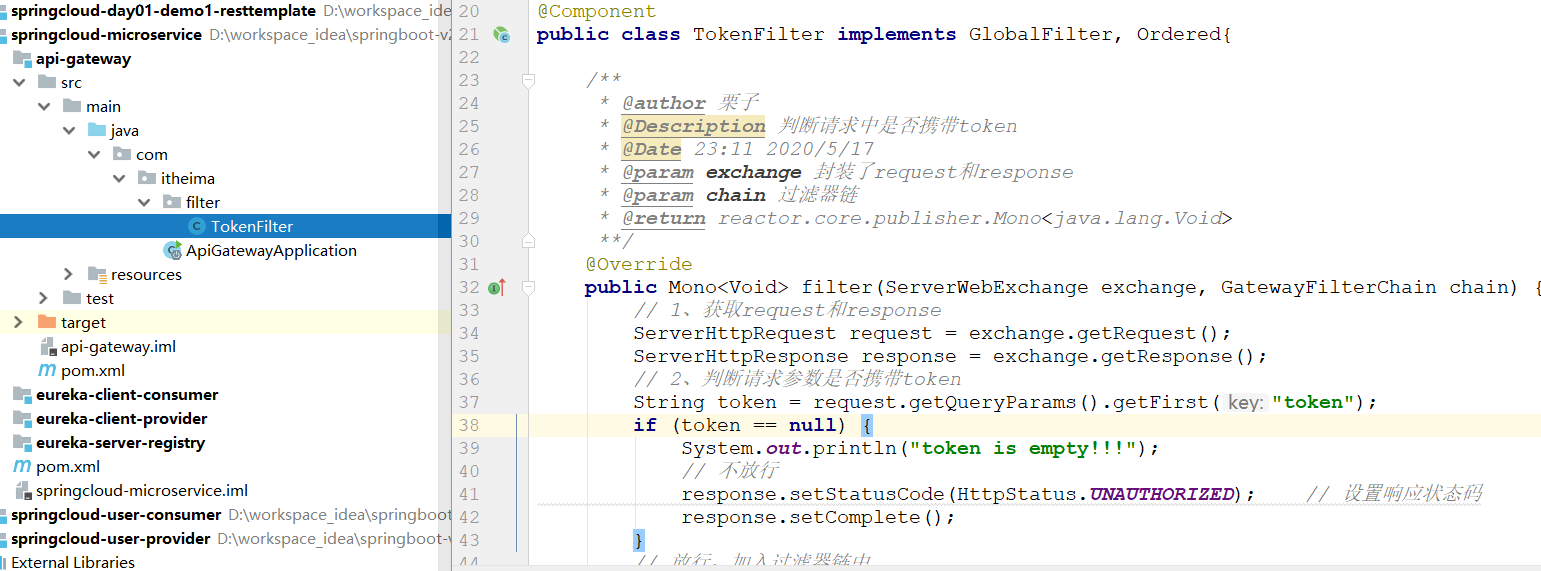 springcloud-day01-demo1-resttemplate D:\workspace_ide
springcloud-microservice D:\workspace_idea\springboot-v2
api-gateway
src
main
java
com
itheima
filter
TokenFilter
ApiGatewayApplication
resources
test
target
api-gateway.iml
pom.xml
eureka-client-consumer
eureka-client-provider
eureka-server-registry
pom.xml
springcloud-microservice.iml
springcloud-user-consumer D:\workspace_idea\springboot
springcloud-user-provider D:\workspace_idea\springboot-v
External Libraries
20 @Component
21 public class TokenFilter implements GlobalFilter, Ordered{
22
23 /**
24 * @author 栗子
25 * @Description 判断请求中是否携带token
26 * @Date 23:11 2020/5/17
27 * @param exchange 封装了request和response
28 * @param chain 过滤器链
29 * @return reactor.core.publisher.Mono<java.lang.Void>
30 **/
31 @Override
32 public Mono<Void> filter(ServerWebExchange exchange, GatewayFilterChain chain) {
33 // 1、获取request和response
34 ServerHttpRequest request = exchange.getRequest();
35 ServerHttpResponse response = exchange.getResponse();
36 // 2、判断请求参数是否携带token
37 String token = request.getQueryParams().getFirst( key: "token");
38 if (token == null) {
39 System.out.println("token is empty!!!");
40 // 不放行
41 response.setStatusCode(HttpStatus.UNAUTHORIZED); // 设置响应状态码
42 response.setComplete();
43 }
44 // 放行，加入过滤器链中